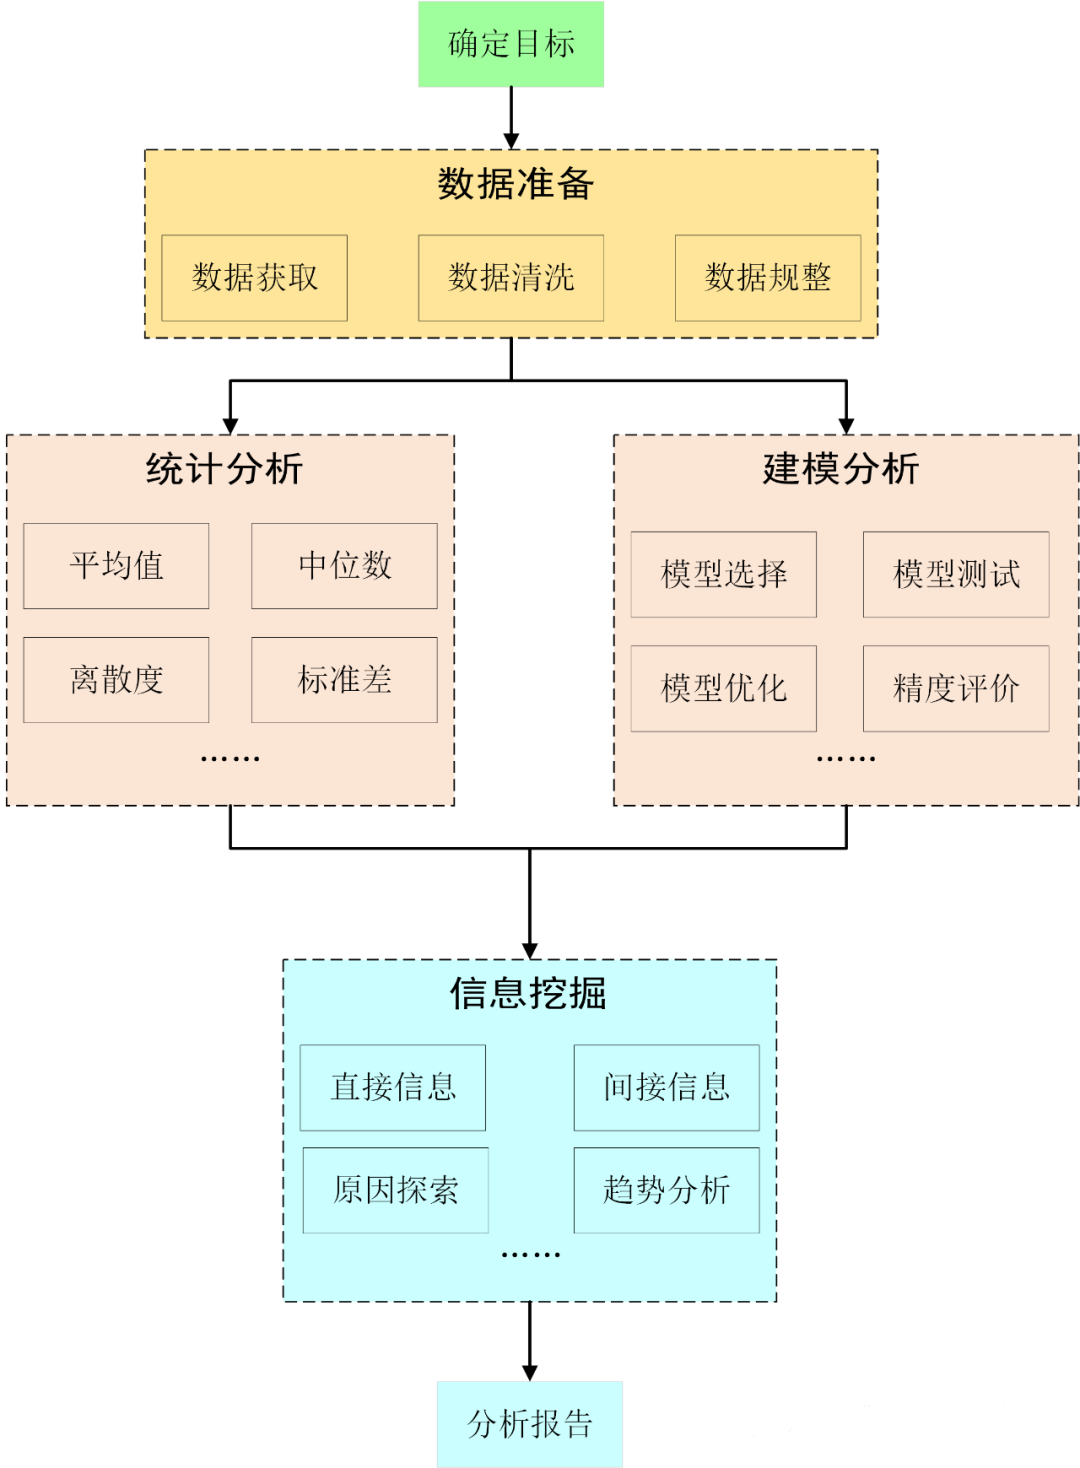 确定目标
数据准备
数据获取 数据清洗 数据规整
统计分析
平均值 中位数
离散度 标准差
……
建模分析
模型选择 模型测试
模型优化 精度评价
……
信息挖掘
直接信息 间接信息
原因探索 趋势分析
……
分析报告